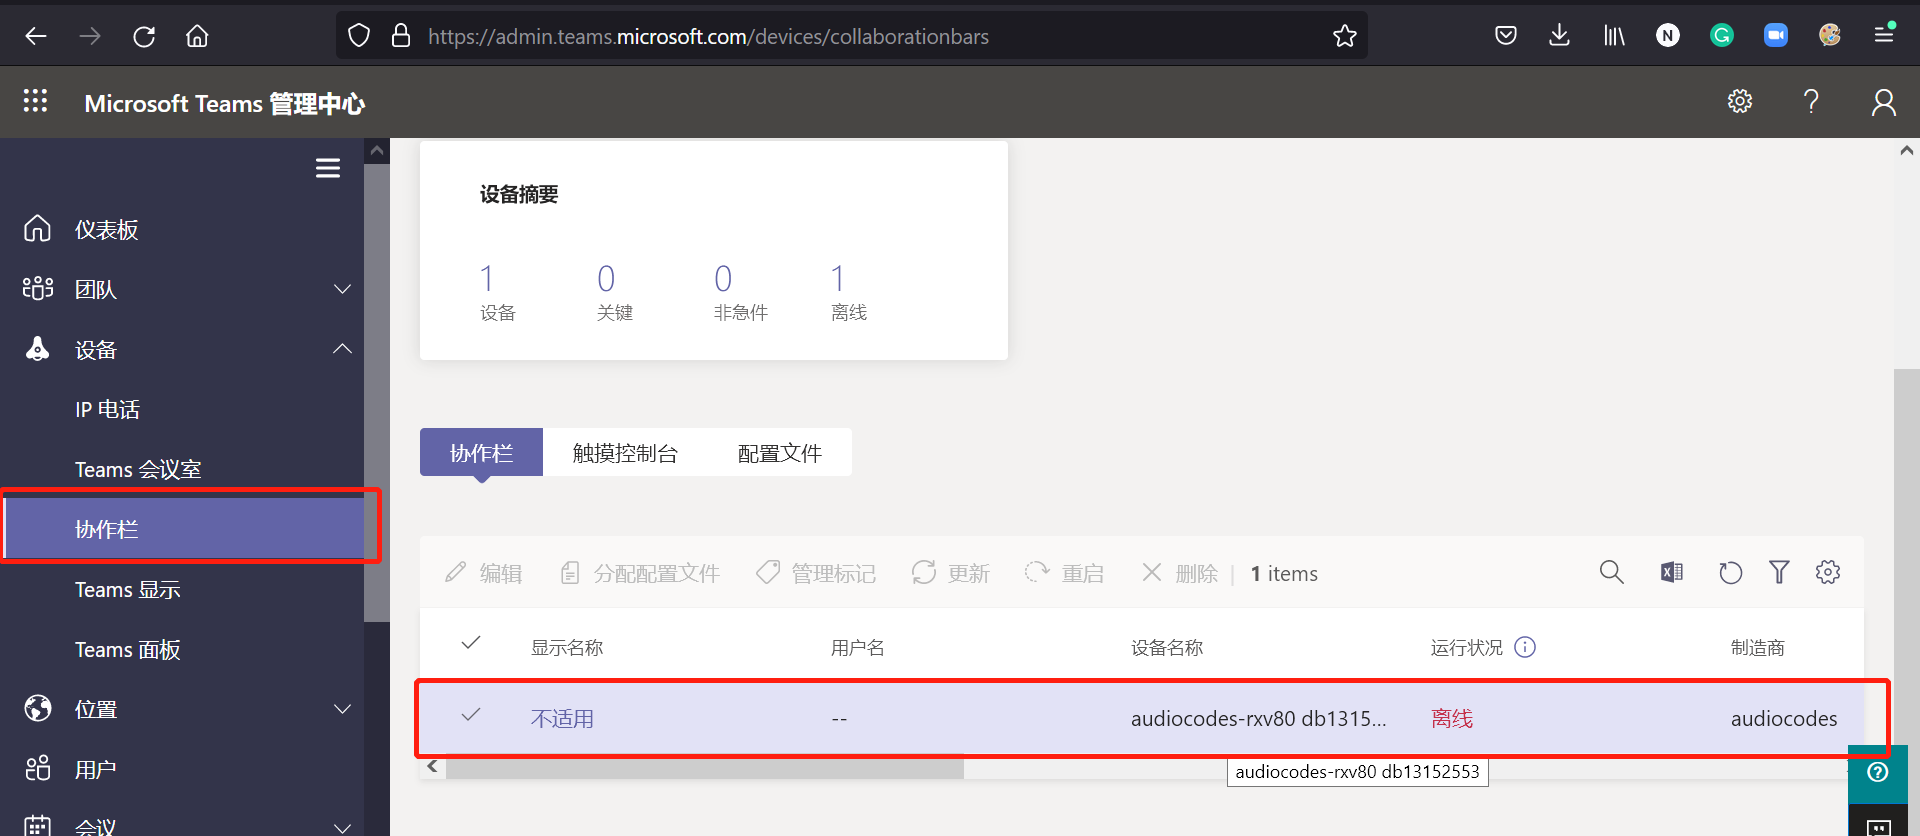 https://admin.teams.microsoft.com/devices/collaborationbars
Microsoft Teams 管理中心
仪表板
团队
设备
IP 电话
Teams 会议室
协作栏
Teams 显示
Teams 面板
位置
用户
会议
设备摘要
1 0 0 1
设备 关键 非急件 离线
协作栏 触摸控制台 配置文件
编辑 分配配置文件 管理标记 更新 重启 删除 1 items
显示名称 用户名 设备名称 运行状况 制造商
不适用 -- audiocodes-rxv80 db1315... 离线 audiocodes
audiocodes-rxv80 db13152553